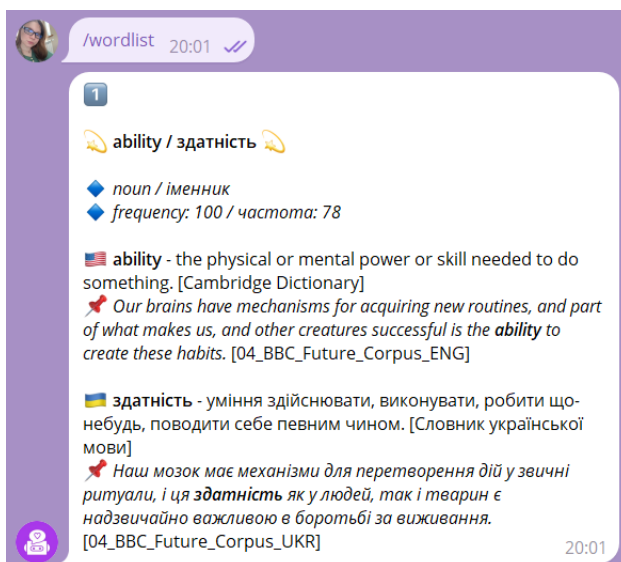 /wordlist 20:01
1
ability / здатність
noun / іменник
frequency: 100 / частота: 78
ability - the physical or mental power or skill needed to do
something. [Cambridge Dictionary]
Our brains have mechanisms for acquiring new routines, and part
of what makes us, and other creatures successful is the ability to
create these habits. [04_BBC_Future_Corpus_ENG]
здатність - уміння здійснювати, виконувати, робити що-
небудь, поводити себе певним чином. [Словник української
мови]
Наш мозок має механізми для перетворення дій у звичні
ритуали, і ця здатність як у людей, так і тварин є
надзвичайно важливою в боротьбі за виживання.
[04_BBC_Future_Corpus_UKR] 20:01